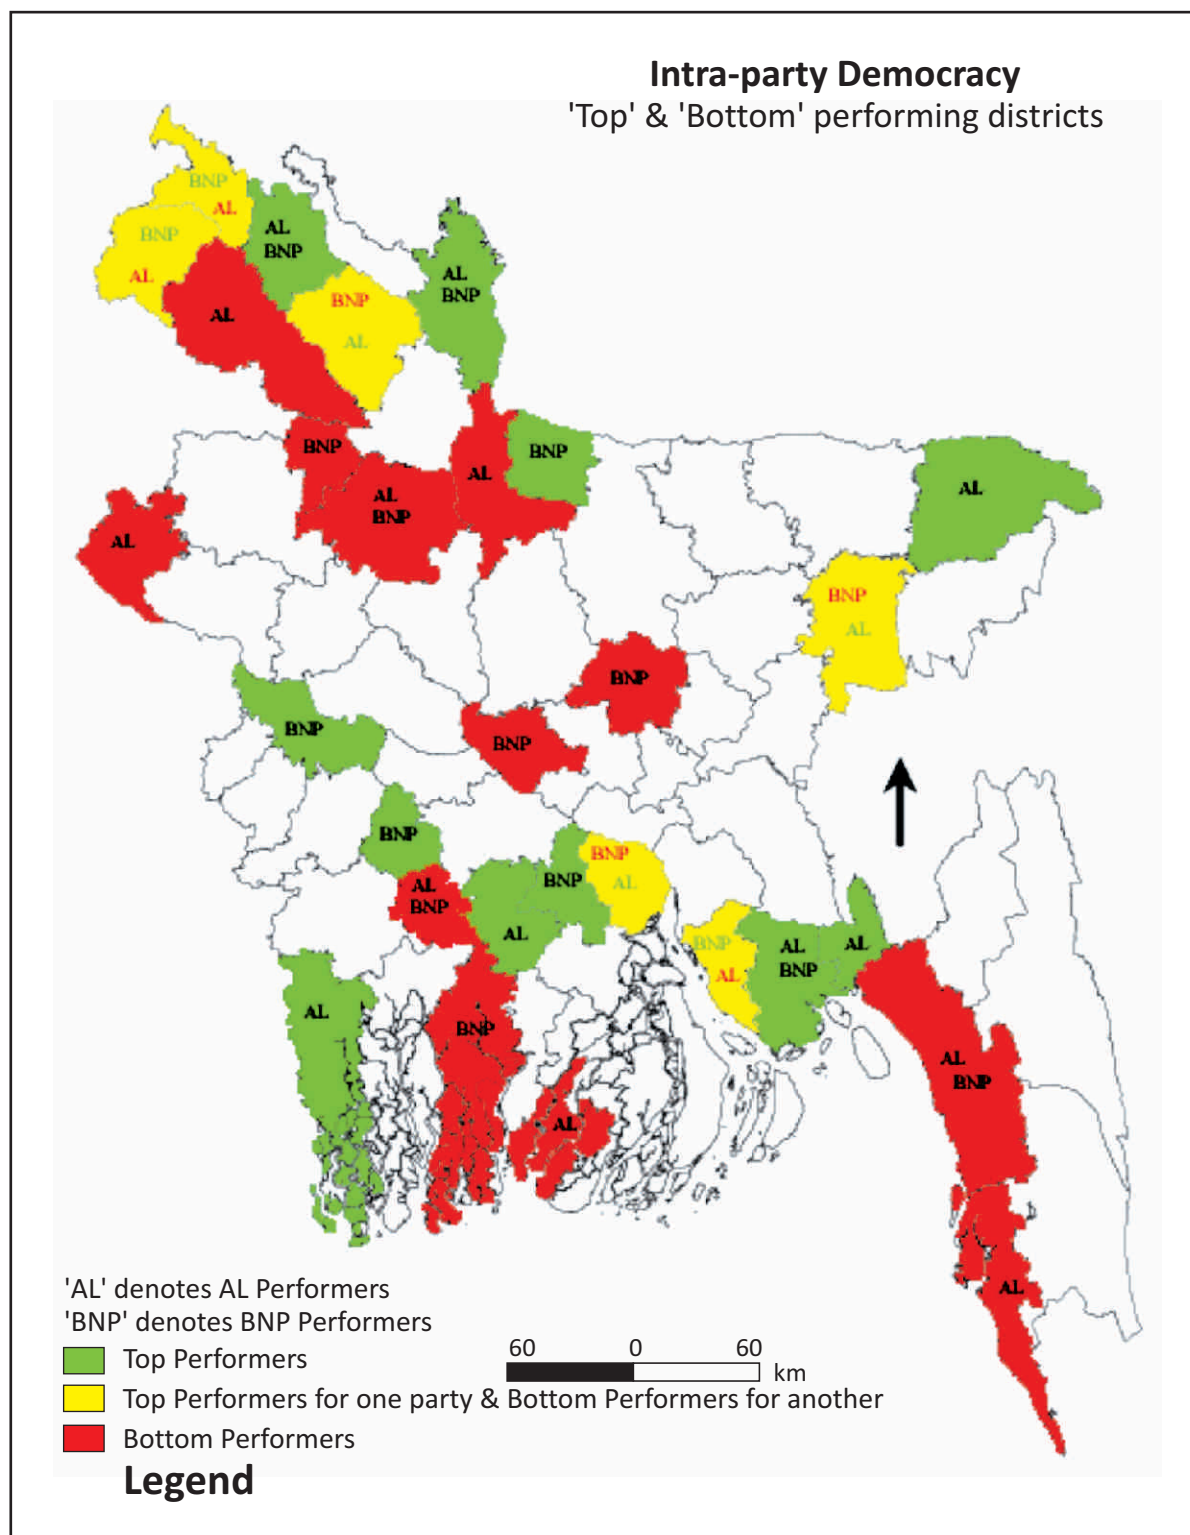 Intra-party Democracy
'Top' & 'Bottom' performing districts
BNP
AL
BNP
AL
AL
BNP
AL
BNP
AL
BNP
AL
BNP
AL
BNP
AL
BNP
AL
BNP
AL
AL
BNP
AL
BNP
BNP
BNP
BNP
BNP
AL
AL
BNP
BNP
AL
BNP
AL
AL
BNP
AL
BNP
AL
AL
BNP
AL
BNP
AL
AL
'AL' denotes AL Performers
'BNP' denotes BNP Performers
60 0 60
km
Top Performers
Top Performers for one party & Bottom Performers for another
Bottom Performers
Legend